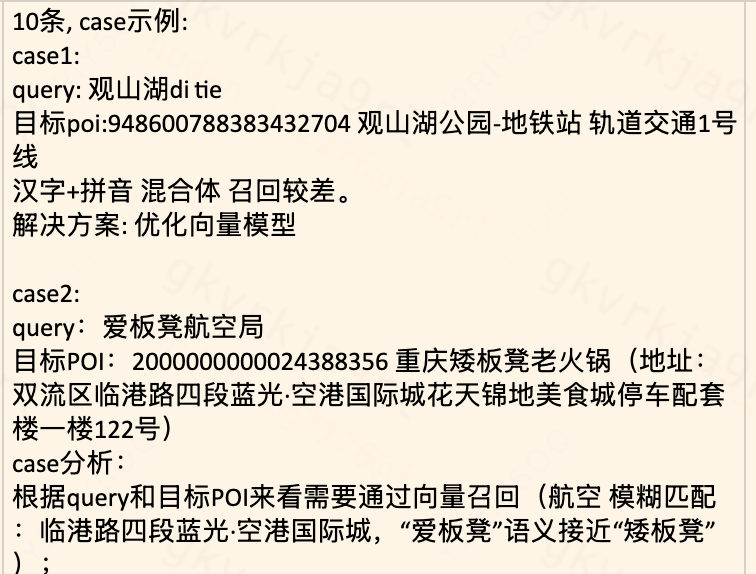 10条, case示例:
case1:
query: 观山湖di tie
目标poi:948600788383432704 观山湖公园-地铁站 轨道交通1号
线
汉字+拼音 混合体 召回较差。
解决方案: 优化向量模型
case2:
query：爱板凳航空局
目标POI：2000000000024388356 重庆矮板凳老火锅（地址：
双流区临港路四段蓝光·空港国际城花天锦地美食城停车配套
楼一楼122号）
case分析：
根据query和目标POI来看需要通过向量召回（航空 模糊匹配
：临港路四段蓝光·空港国际城，“爱板凳”语义接近“矮板凳”
）；